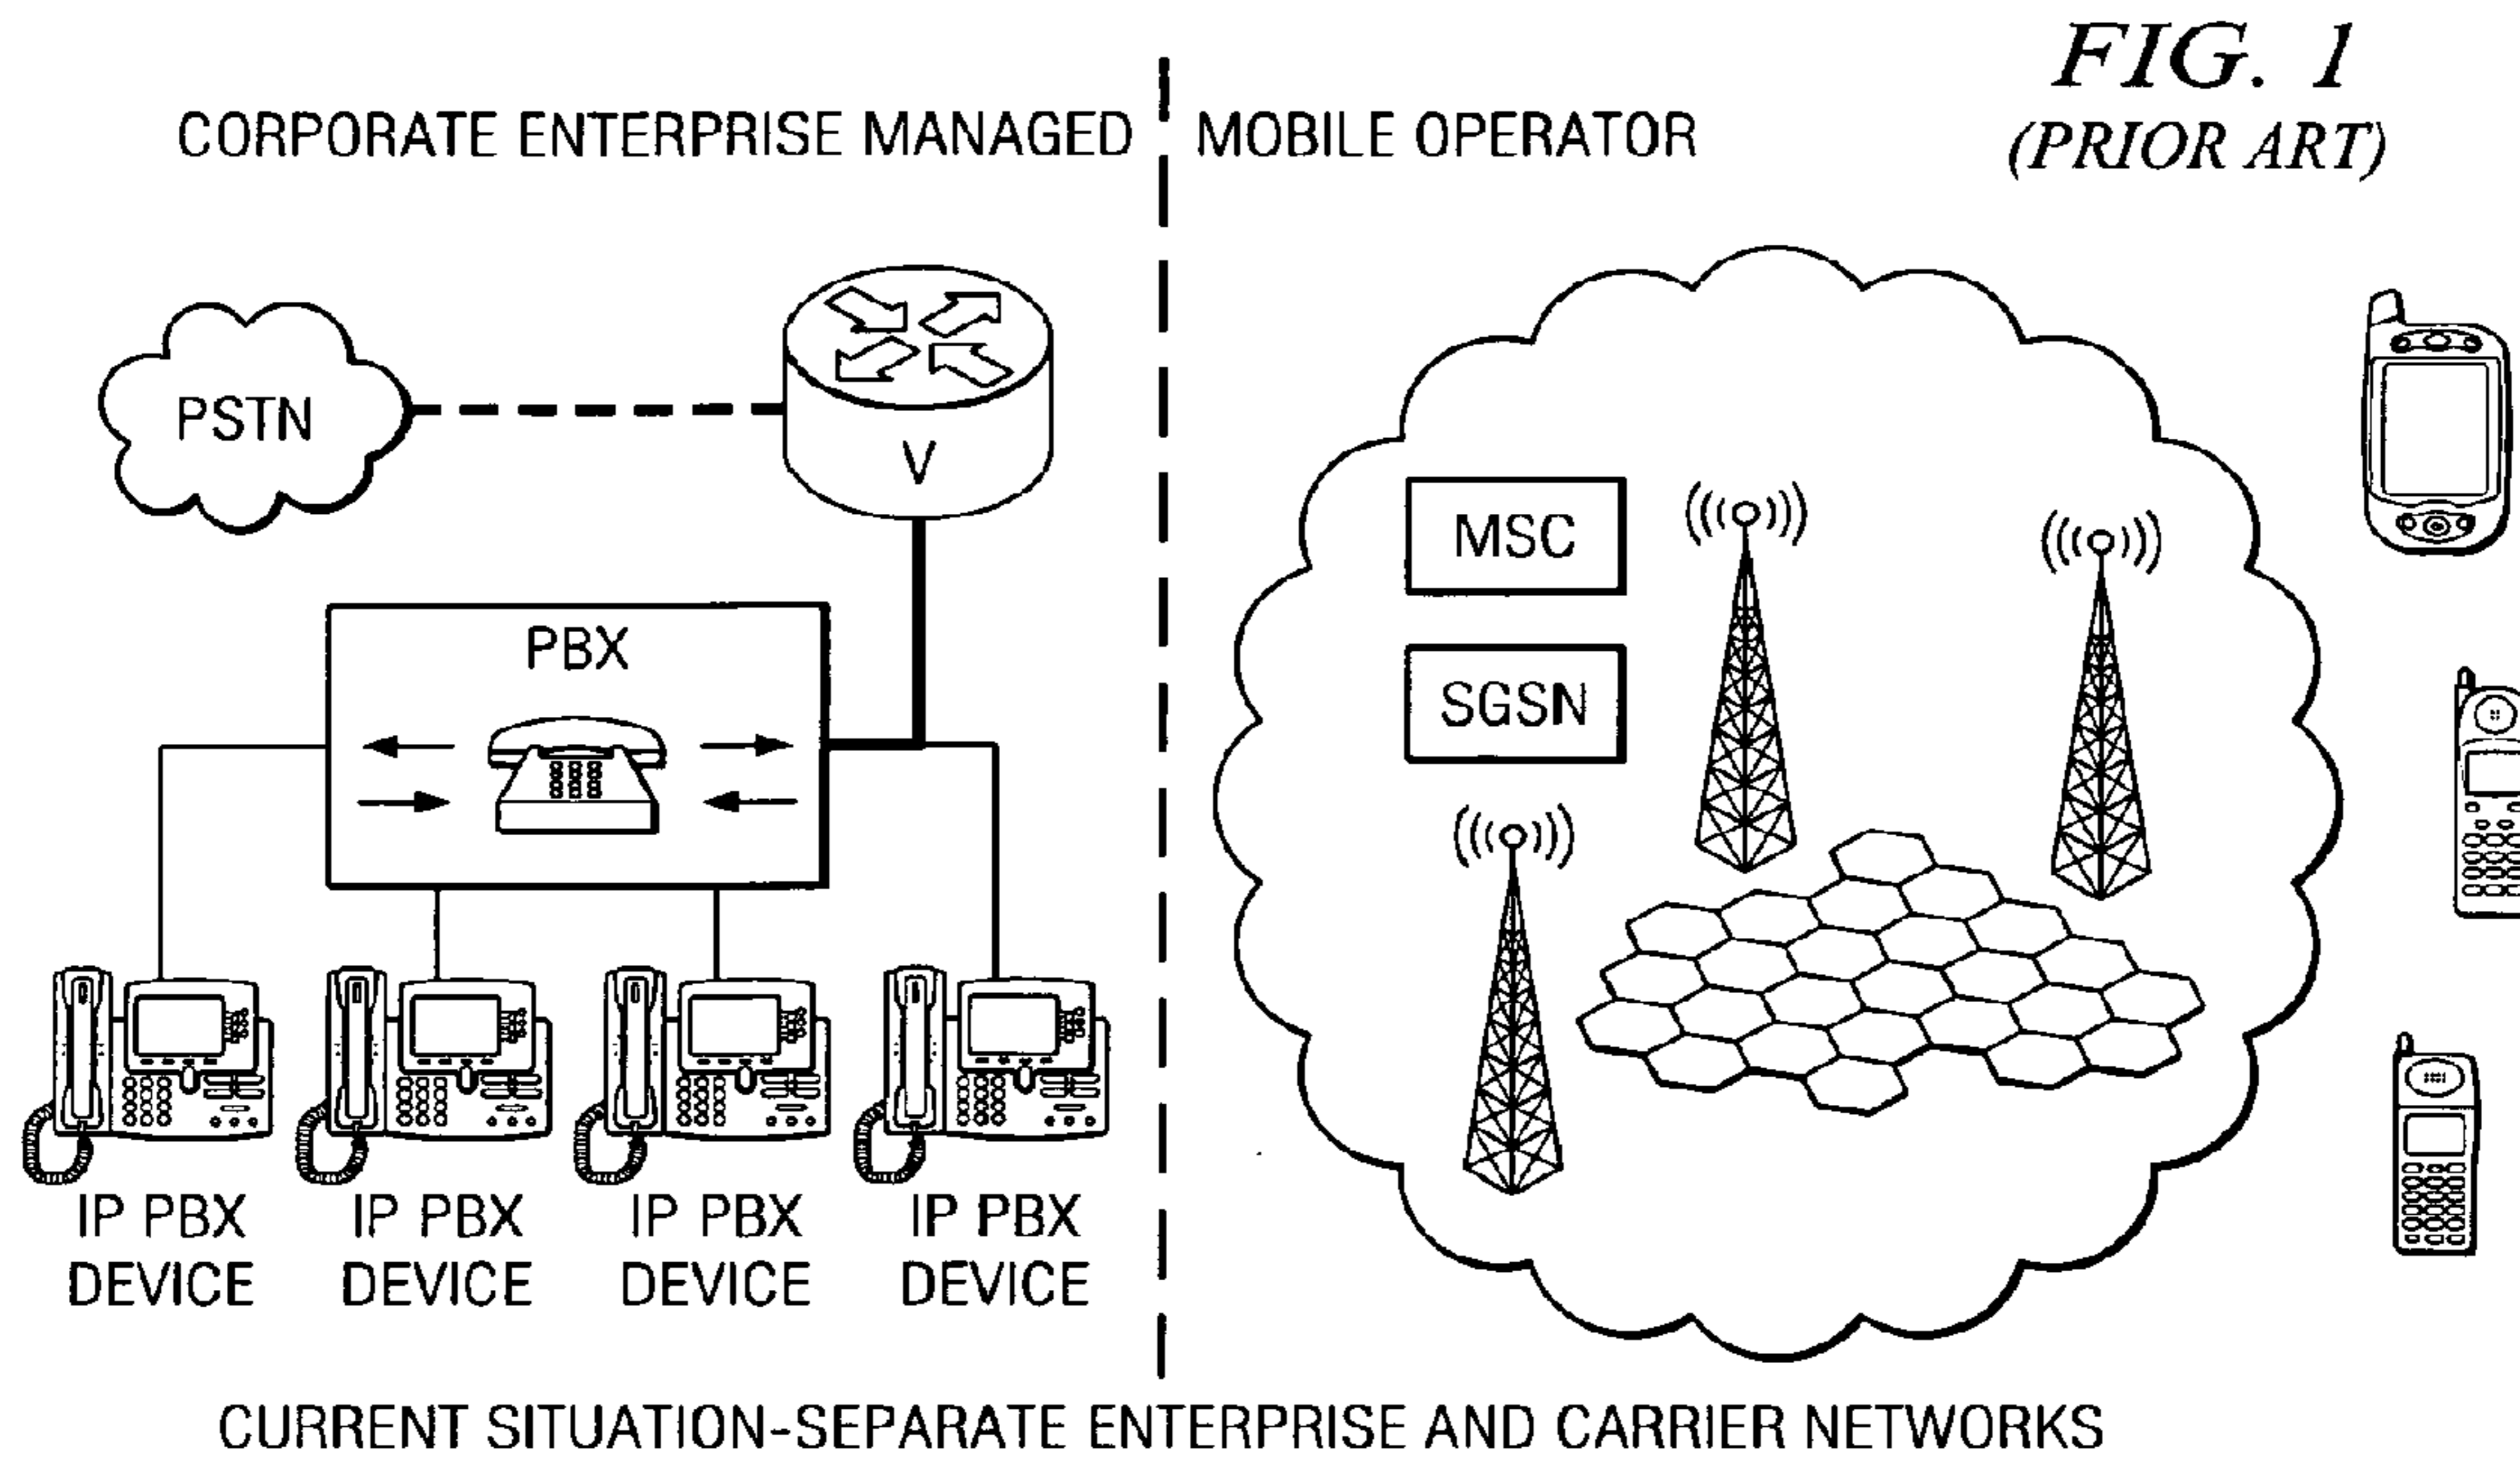 FIG. 1
(PRIOR ART)
CORPORATE ENTERPRISE MANAGED
MOBILE OPERATOR
PSTN
V
MSC
PBX
SGSN
IP PBX
DEVICE
IP PBX
DEVICE
IP PBX
DEVICE
IP PBX
DEVICE
CURRENT SITUATION-SEPARATE ENTERPRISE AND CARRIER NETWORKS